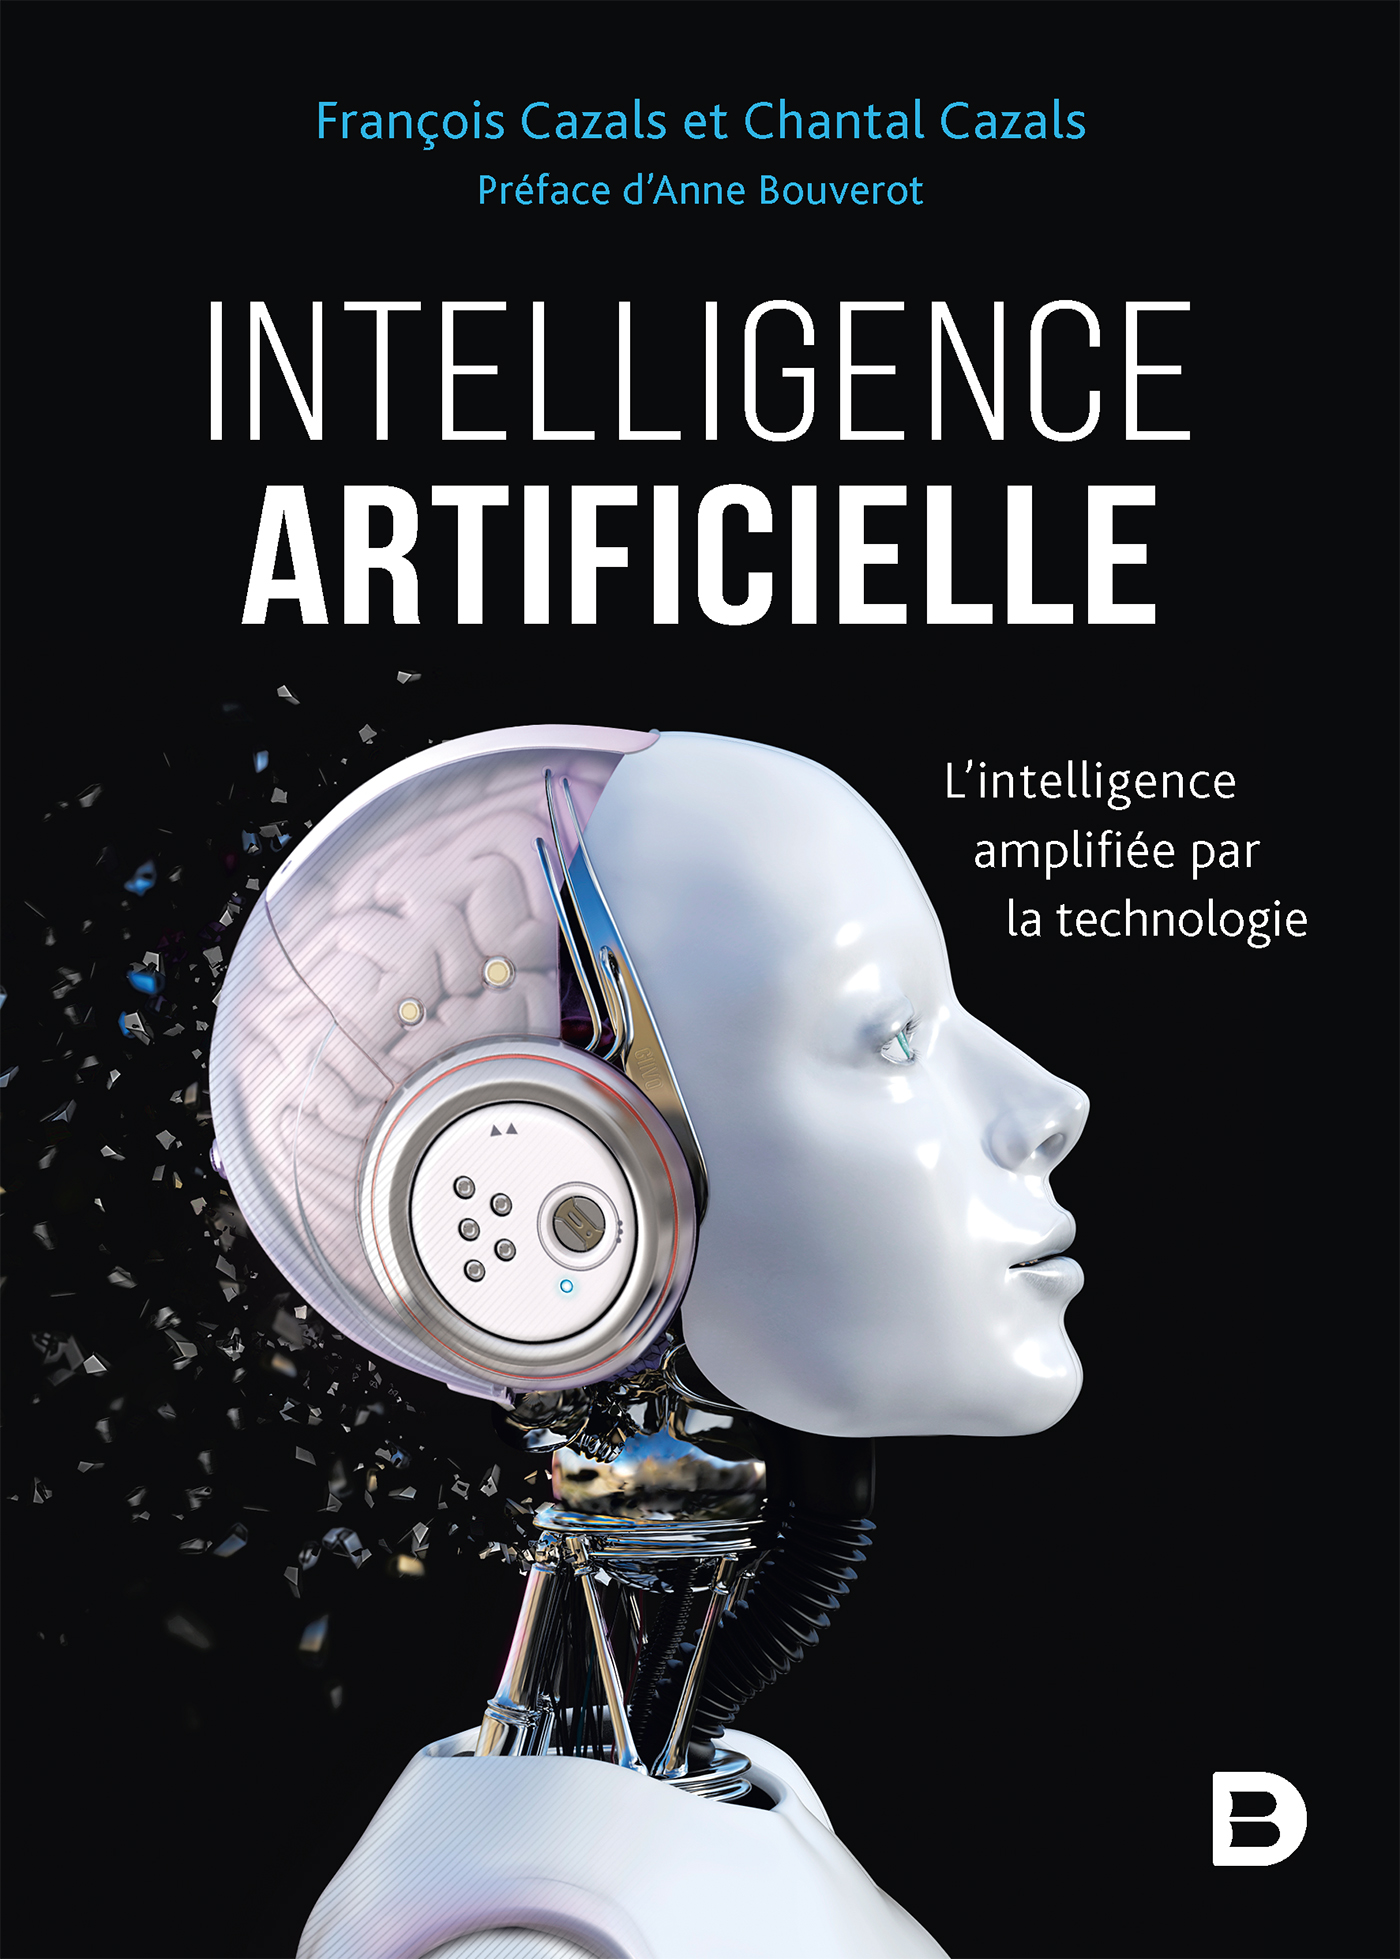 François Cazals et Chantal Cazals
Préface d’Anne Bouverot
INTELLIGENCE
ARTIFICIELLE
L’intelligence
amplifiée par
la technologie